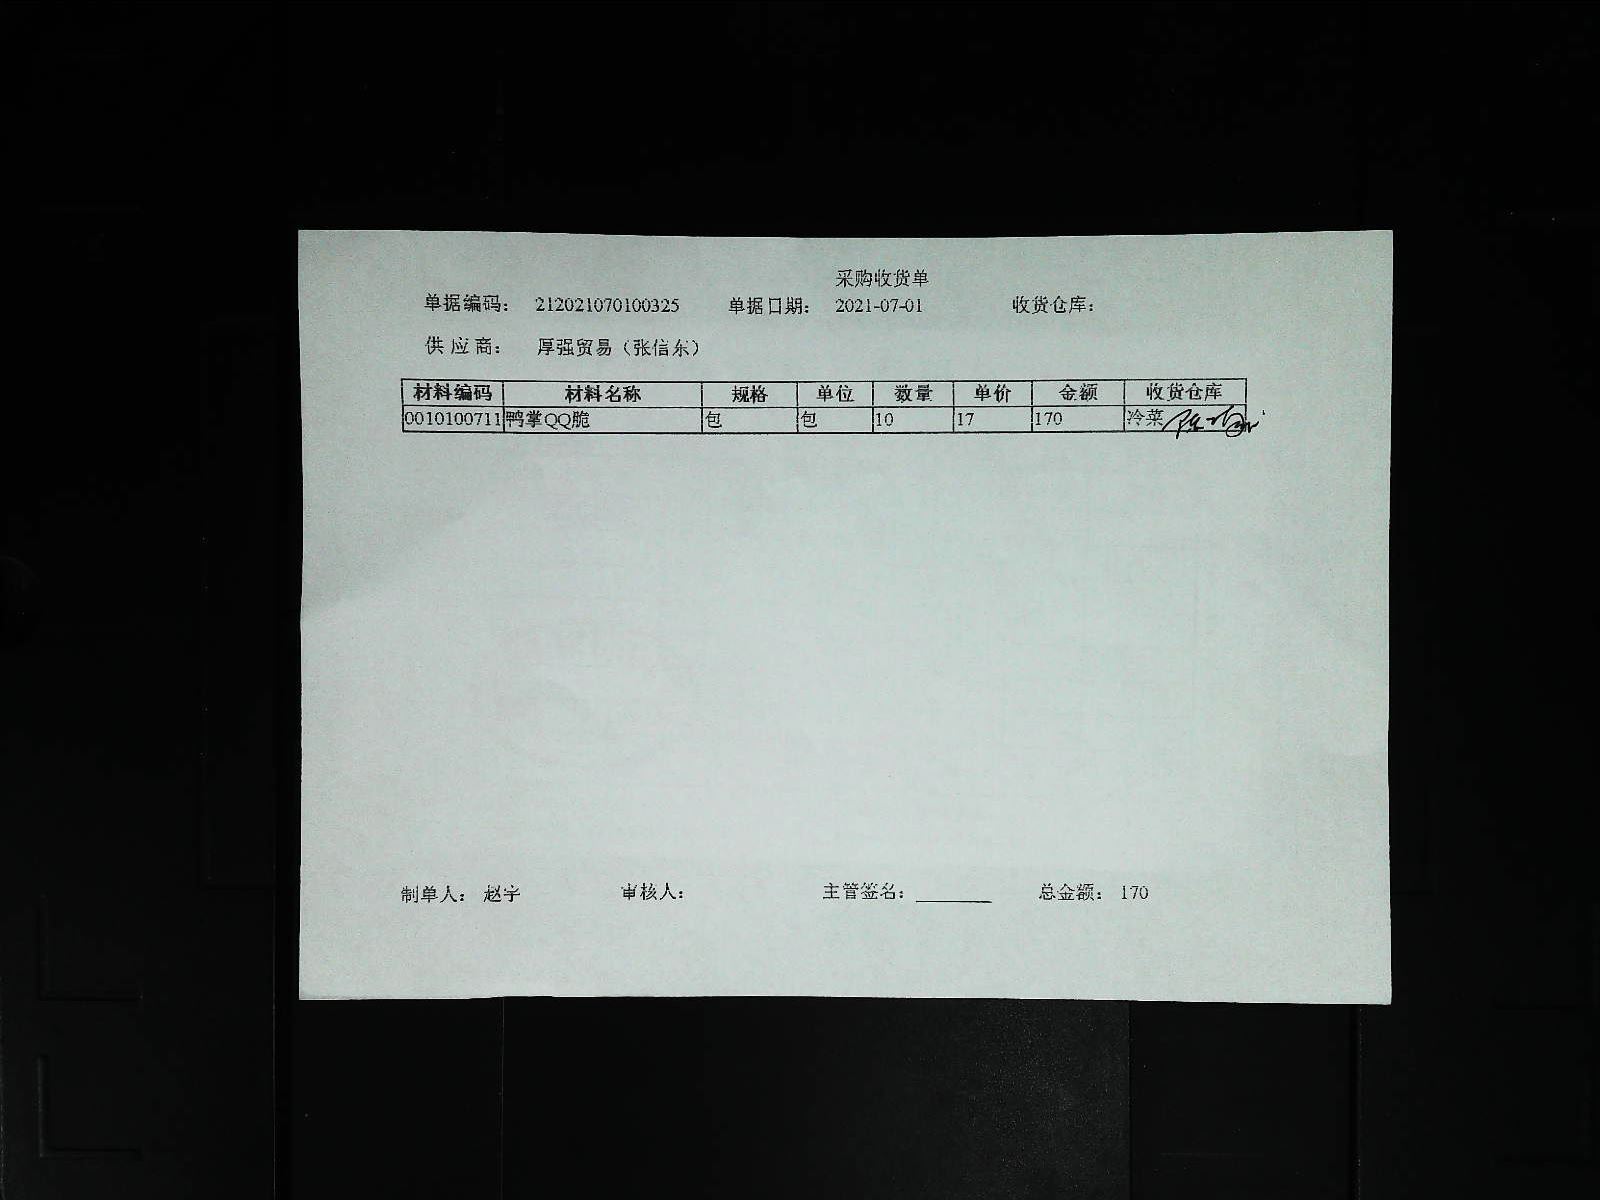 采购收货单
单据编码： 212021070100325 单据日期： 2021-07-01 收货仓库：
供应商： 厚强贸易（张信东）
材料编码 材料名称 规格 单位 数量 单价 金额 收货仓库
0010100711 鸭掌QQ脆 包 包 10 17 170 冷菜
制单人： 赵宇 审核人： 主管签名：______ 总金额： 170